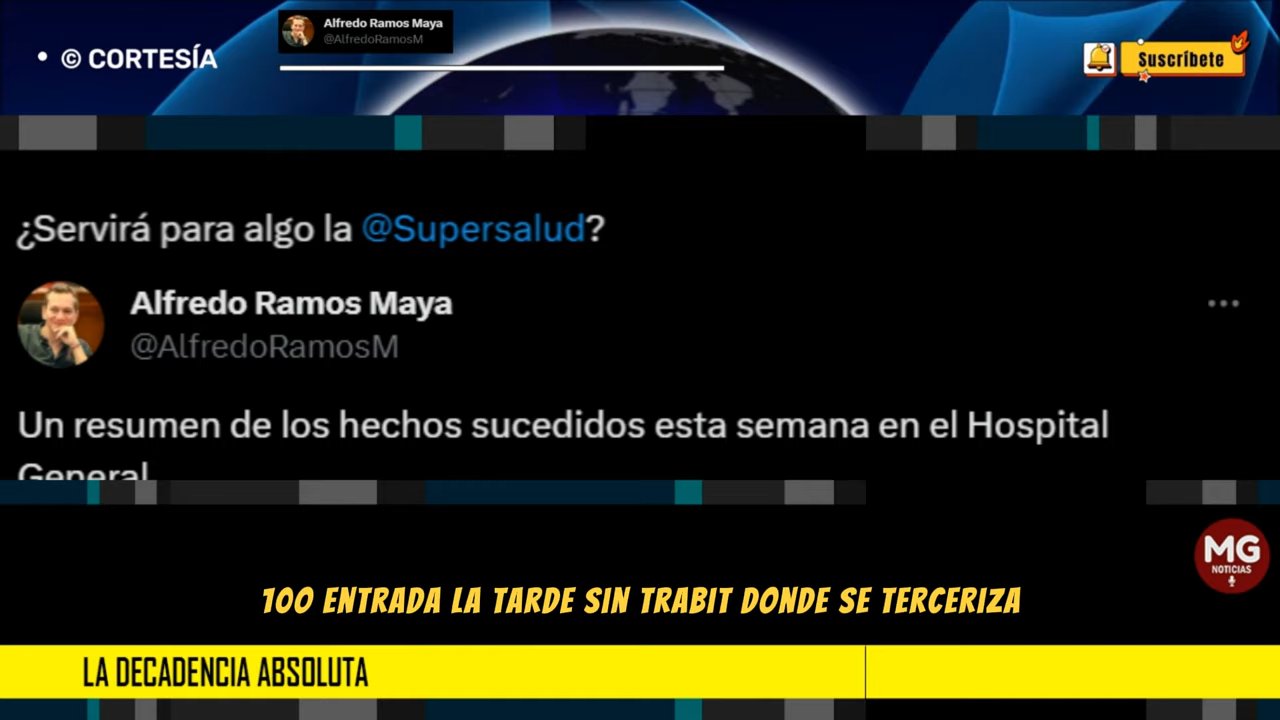 • © CORTESÍA
Alfredo Ramos Maya
@AlfredoRamosM
Suscríbete
¿Servirá para algo la @Supersalud?
Alfredo Ramos Maya
@AlfredoRamosM
Un resumen de los hechos sucedidos esta semana en el Hospital
General
MG
NOTICIAS
100 ENTRADA LA TARDE SIN TRABIT DONDE SE TERCERIZA
LA DECADENCIA ABSOLUTA